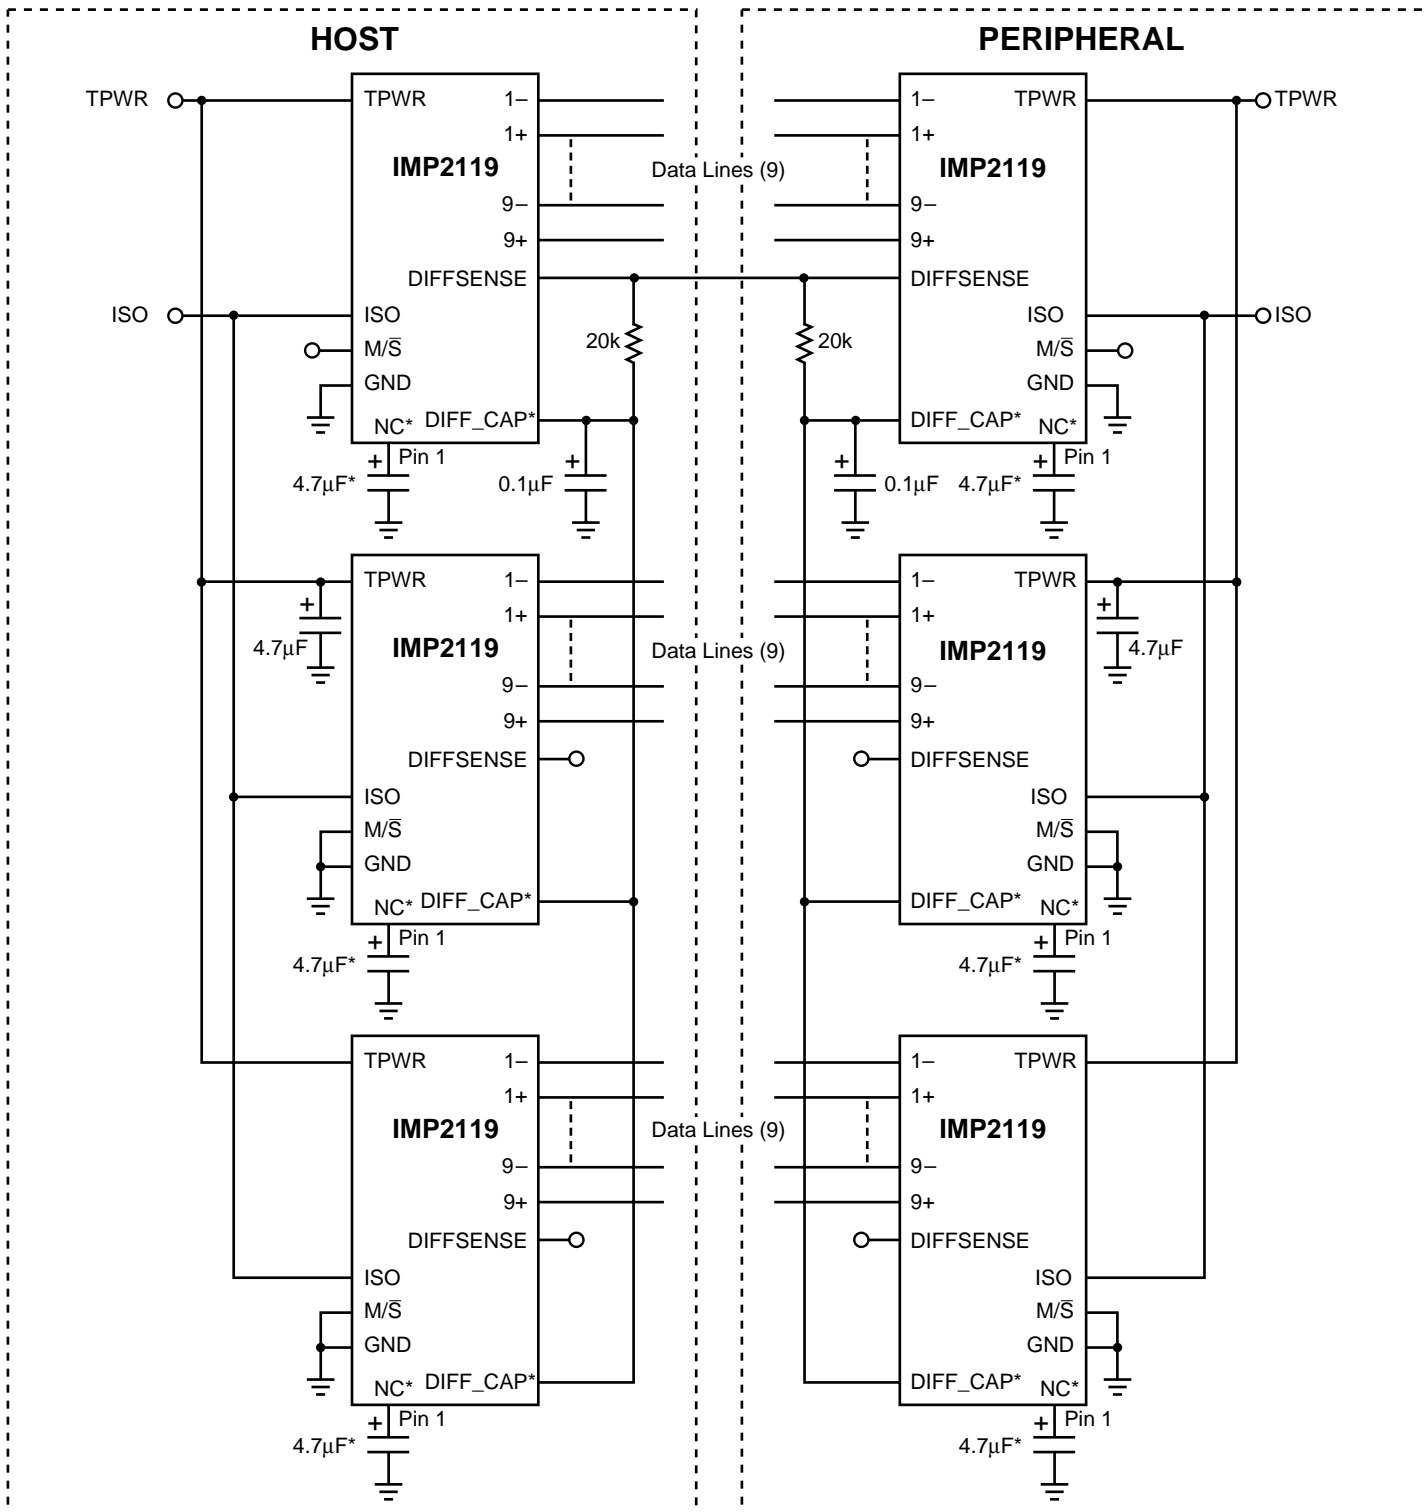 HOST PERIPHERAL
TPWR TPWR 1– 1– TPWR TPWR
1+ 1+
IMP2119 Data Lines (9) IMP2119
9– 9–
9+ 9+
DIFFSENSE DIFFSENSE
ISO ISO ISO ISO
M/S̅ 20k 20k M/S̅
GND GND
NC* DIFF_CAP* DIFF_CAP* NC*
+ Pin 1 + + + Pin 1
4.7µF* 0.1µF 0.1µF 4.7µF*
TPWR 1– 1– TPWR
+ 1+ 1+ +
4.7µF IMP2119 Data Lines (9) IMP2119 4.7µF
9– 9–
9+ 9+
DIFFSENSE DIFFSENSE
ISO ISO
M/S̅ M/S̅
GND GND
NC* DIFF_CAP* DIFF_CAP* NC*
+ Pin 1 + Pin 1
4.7µF* 4.7µF*
TPWR 1– 1– TPWR
1+ 1+
IMP2119 Data Lines (9) IMP2119
9– 9–
9+ 9+
DIFFSENSE DIFFSENSE
ISO ISO
M/S̅ M/S̅
GND GND
NC* DIFF_CAP* DIFF_CAP* NC*
+ Pin 1 + Pin 1
4.7µF* 4.7µF*